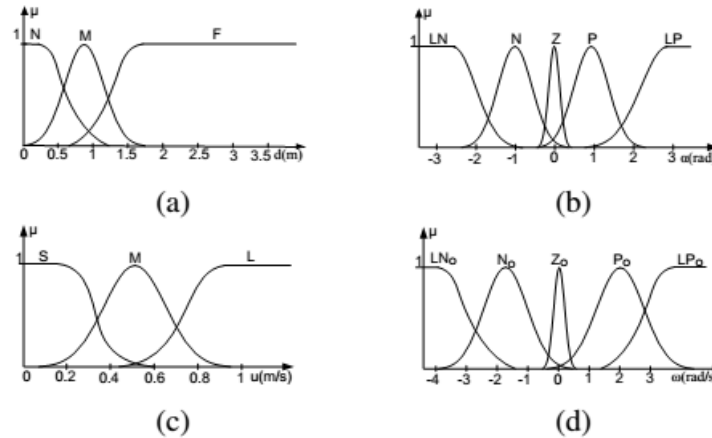 μ
1 N M F
0 0.5 1 1.5 2 2.5 3 3.5 d(m)
(a)
μ
1 LN N Z P LP
-3 -2 -1 0 1 2 3 α(rad
(b)
μ
1 S M L
0 0.2 0.4 0.6 0.8 1 u(m/s)
(c)
μ
1 LNo No Zo Po LPo
-4 -3 -2 -1 0 1 2 3 ω(rad/s
(d)